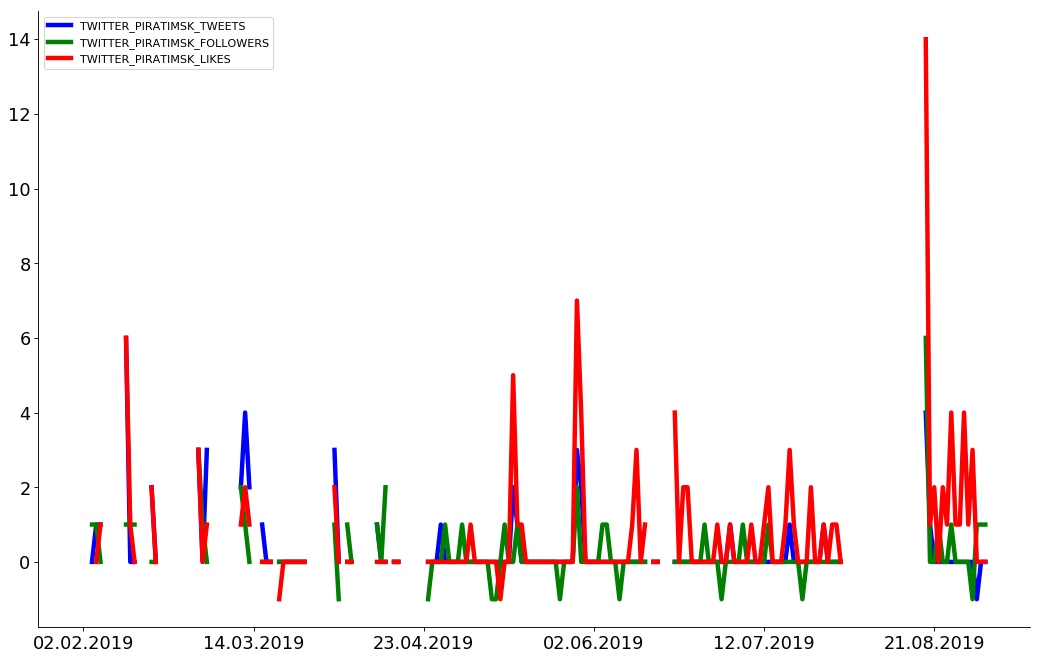 TWITTER_PIRATIMSK_TWEETS
TWITTER_PIRATIMSK_FOLLOWERS
TWITTER_PIRATIMSK_LIKES
14
12
10
8
6
4
2
0
02.02.2019 14.03.2019 23.04.2019 02.06.2019 12.07.2019 21.08.2019